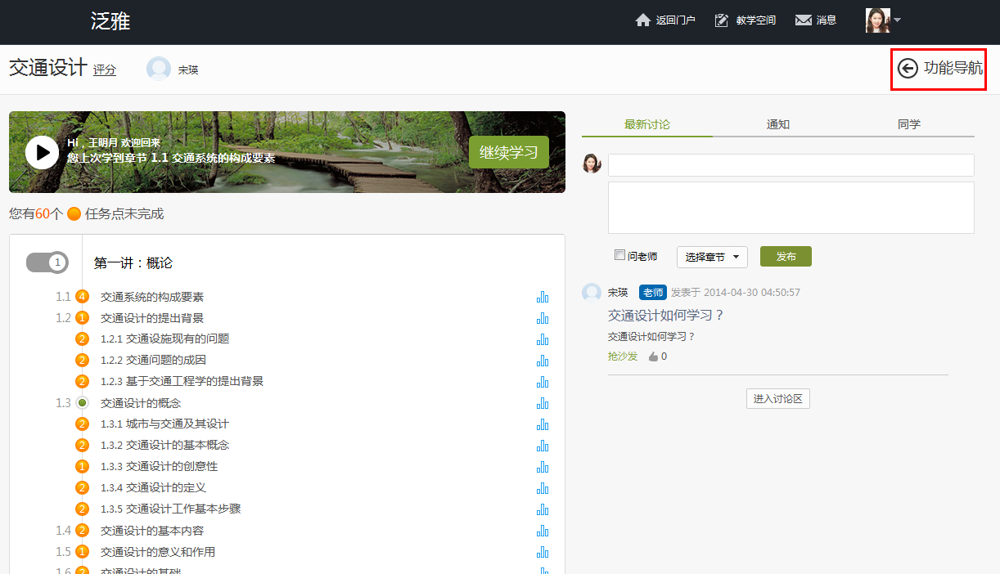 泛雅
返回门户 教学空间 消息
交通设计 评分 宋瑛
功能导航
Hi，王明月 欢迎回来
您上次学到章节 1.1 交通系统的构成要素
继续学习
您有60个 任务点未完成
1 第一讲：概论
1.1 4 交通系统的构成要素
1.2 1 交通设计的提出背景
2 1.2.1 交通设施现有的问题
2 1.2.2 交通问题的成因
2 1.2.3 基于交通工程学的提出背景
1.3 交通设计的概念
2 1.3.1 城市与交通及其设计
2 1.3.2 交通设计的基本概念
1 1.3.3 交通设计的创意性
2 1.3.4 交通设计的定义
2 1.3.5 交通设计工作基本步骤
1.4 2 交通设计的基本内容
1.5 1 交通设计的意义和作用
1.6 2 交通设计的基础
最新讨论 通知 同学
问老师 选择章节 发布
宋瑛 老师 发表于 2014-04-30 04:50:57
交通设计如何学习？
交通设计如何学习？
抢沙发 0
进入讨论区